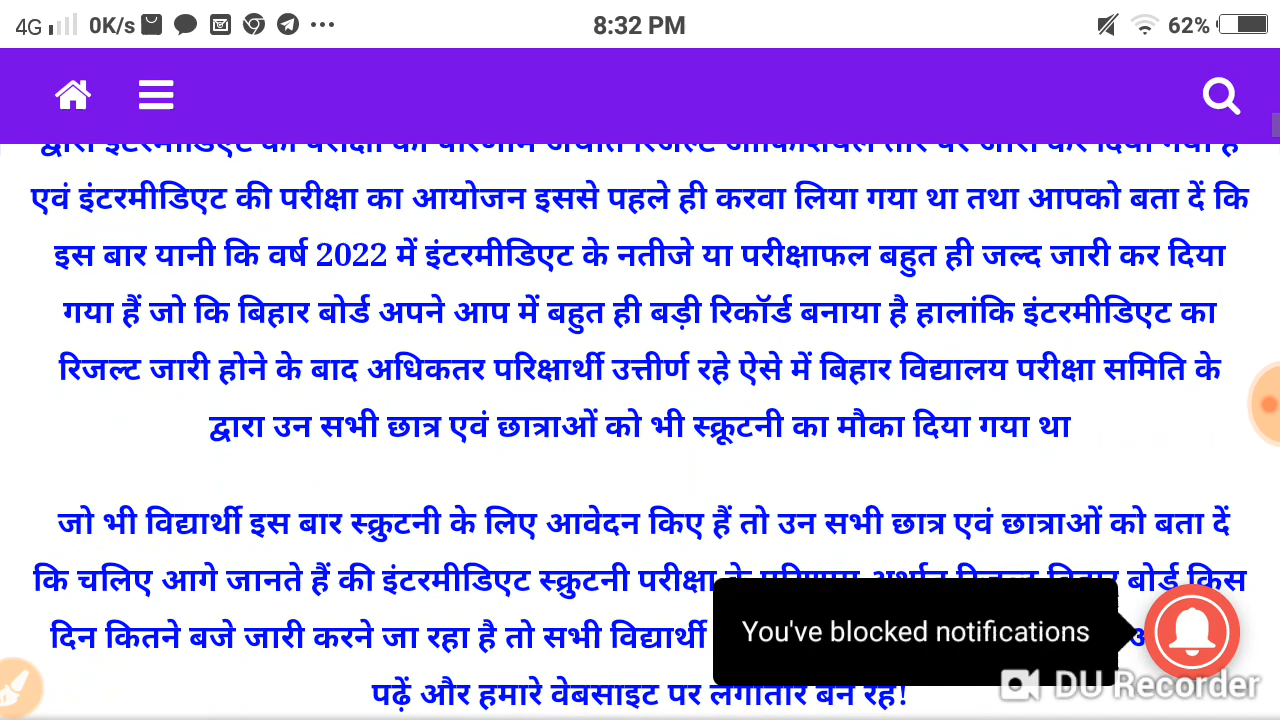 4G 0K/s 8:32 PM 62%
एवं इंटरमीडिएट की परीक्षा का आयोजन इससे पहले ही करवा लिया गया था तथा आपको बता दें कि
इस बार यानी कि वर्ष 2022 में इंटरमीडिएट के नतीजे या परीक्षाफल बहुत ही जल्द जारी कर दिया
गया हैं जो कि बिहार बोर्ड अपने आप में बहुत ही बड़ी रिकॉर्ड बनाया है हालांकि इंटरमीडिएट का
रिजल्ट जारी होने के बाद अधिकतर परिक्षार्थी उत्तीर्ण रहे ऐसे में बिहार विद्यालय परीक्षा समिति के
द्वारा उन सभी छात्र एवं छात्राओं को भी स्क्रूटनी का मौका दिया गया था
जो भी विद्यार्थी इस बार स्क्रुटनी के लिए आवेदन किए हैं तो उन सभी छात्र एवं छात्राओं को बता दें
कि चलिए आगे जानते हैं की इंटरमीडिएट स्क्रुटनी परीक्षा बोर्ड किस
दिन कितने बजे जारी करने जा रहा है तो सभी विद्यार्थी
You've blocked notifications
पढ़ें और हमारे वेबसाइट पर लगातार बने रहे!
DU Recorder